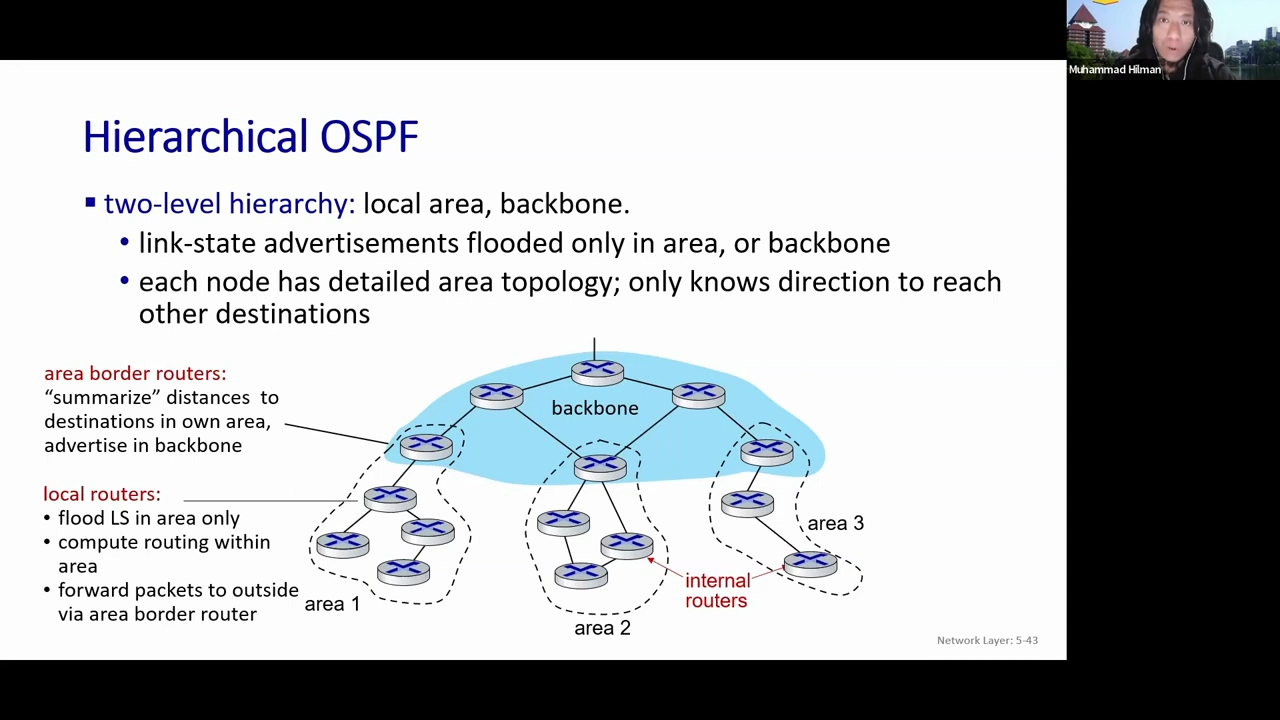 Muhammad Hilman
Hierarchical OSPF
▪ two-level hierarchy: local area, backbone.
• link-state advertisements flooded only in area, or backbone
• each node has detailed area topology; only knows direction to reach
other destinations
area border routers:
“summarize” distances to
destinations in own area,
advertise in backbone
backbone
local routers:
• flood LS in area only
• compute routing within
area
• forward packets to outside
via area border router
area 1
area 2
area 3
internal
routers
Network Layer: 5-43